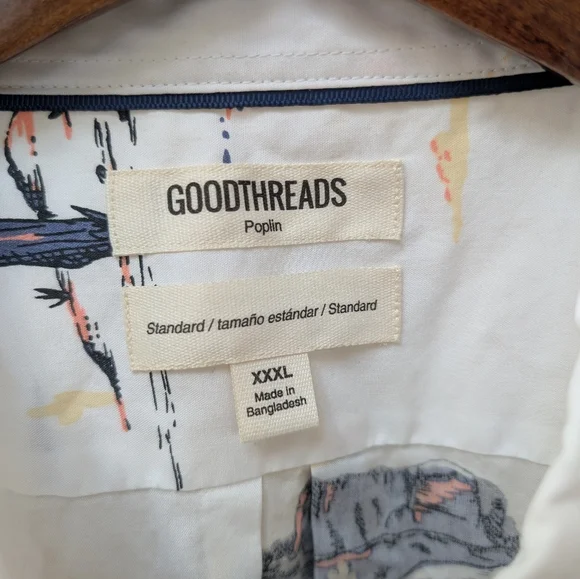 GOODTHREADS
Poplin
Standard / tamaño estándar / Standard
XXXL
Made in
Bangladesh